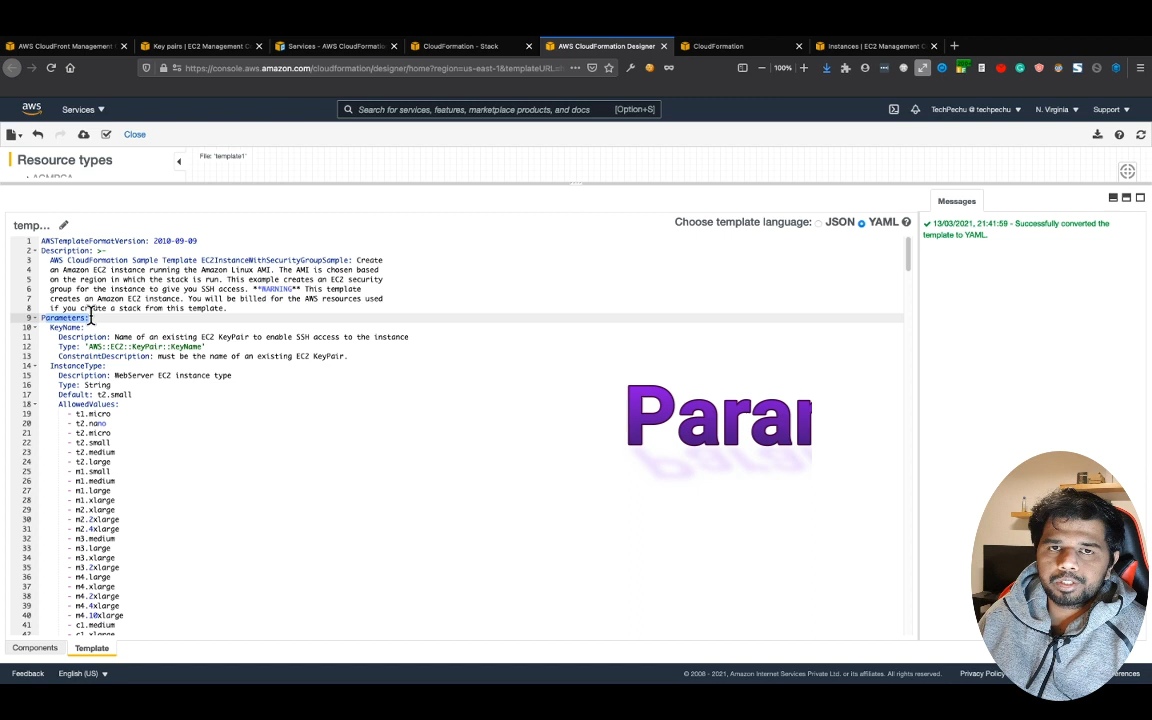 AWS CloudFront Management
Key pairs | EC2 Management C
Services - AWS CloudFormation
CloudFormation - Stack
AWS CloudFormation Designer
CloudFormation
Instances | EC2 Management C
https://console.aws.amazon.com/cloudformation/designer/home?region=us-east-1&templateURL=
100%
aws
Services
Search for services, features, marketplace products, and docs
[Option+S]
TechPechu @ techpechu
N. Virginia
Support
Close
Resource types
File: 'template1'
temp...
Choose template language:
JSON
YAML
Messages
13/03/2021, 21:41:59 - Successfully converted the
template to YAML.
1 AWSTemplateFormatVersion: 2010-09-09
2 Description: >-
3 AWS CloudFormation Sample Template EC2InstanceWithSecurityGroupSample: Create
4 an Amazon EC2 instance running the Amazon Linux AMI. The AMI is chosen based
5 on the region in which the stack is run. This example creates an EC2 security
6 group for the instance to give you SSH access. **WARNING** This template
7 creates an Amazon EC2 instance. You will be billed for the AWS resources used
8 if you create a stack from this template.
9 Parameters:
10 KeyName:
11 Description: Name of an existing EC2 KeyPair to enable SSH access to the instance
12 Type: 'AWS::EC2::KeyPair::KeyName'
13 ConstraintDescription: must be the name of an existing EC2 KeyPair.
14 InstanceType:
15 Description: WebServer EC2 instance type
16 Type: String
17 Default: t2.small
18 AllowedValues:
19 - t1.micro
20 - t2.nano
21 - t2.micro
22 - t2.small
23 - t2.medium
24 - t2.large
25 - m1.small
26 - m1.medium
27 - m1.large
28 - m1.xlarge
29 - m2.xlarge
30 - m2.2xlarge
31 - m2.4xlarge
32 - m3.medium
33 - m3.large
34 - m3.xlarge
35 - m3.2xlarge
36 - m4.large
37 - m4.xlarge
38 - m4.2xlarge
39 - m4.4xlarge
40 - m4.10xlarge
41 - c1.medium
42 - c1.xlarge
Param
Components
Template
Feedback
English (US)
© 2008 - 2021, Amazon Internet Services Private Ltd. or its affiliates. All rights reserved.
Privacy Policy